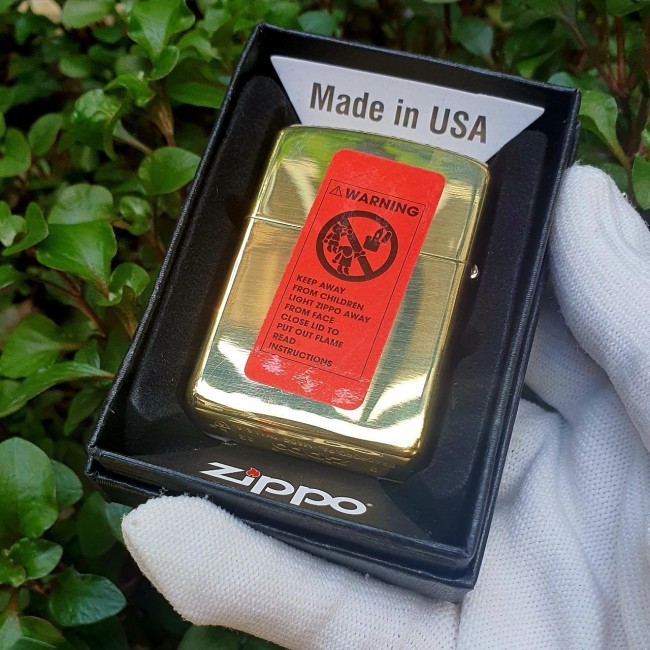 Made in USA
⚠WARNING
KEEP AWAY
FROM CHILDREN
LIGHT ZIPPO AWAY
FROM FACE
CLOSE LID TO
PUT OUT FLAME
READ
INSTRUCTIONS
zippo